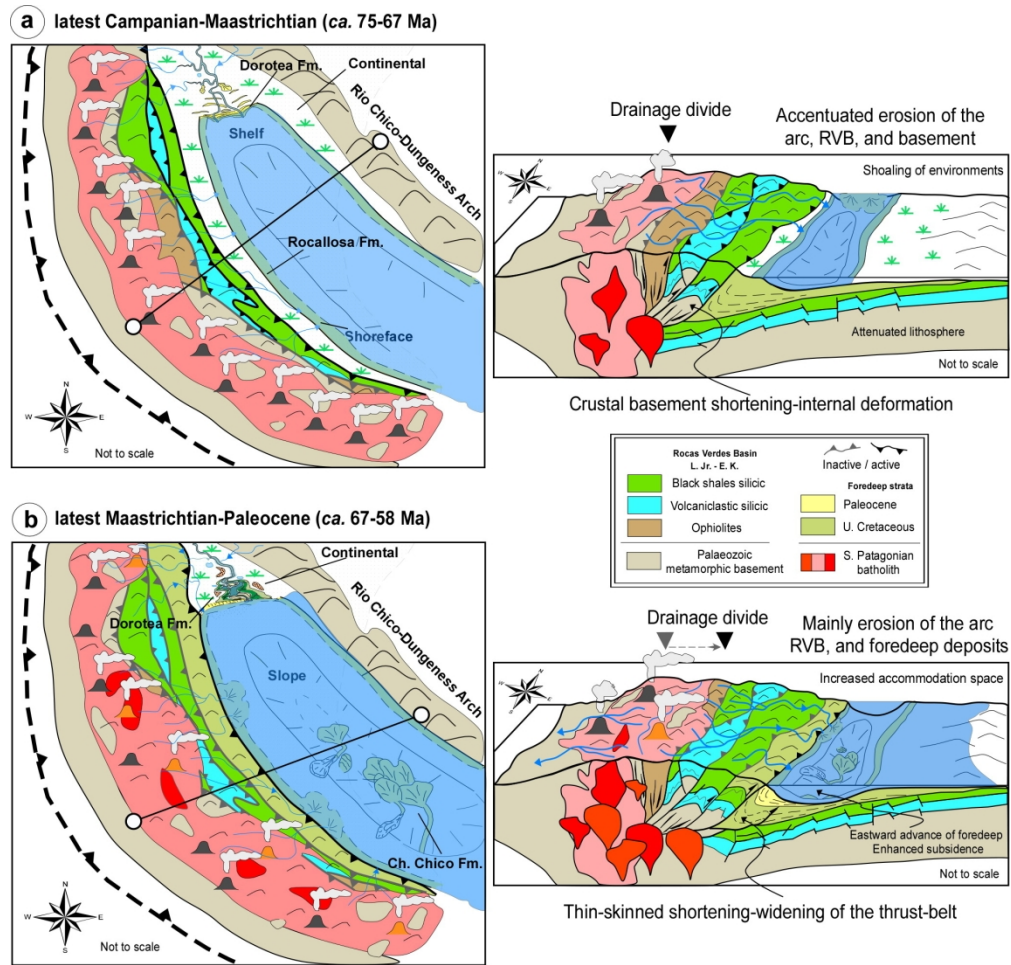 a latest Campanian-Maastrichtian (ca. 75-67 Ma)
Dorotea Fm.
Continental
Rio Chico-Dungeness Arch
Shelf
Rocallosa Fm.
Shoreface
N
W E
S
Not to scale
Drainage divide
Accentuated erosion of the
arc, RVB, and basement
Shoaling of environments
N
W E
S
Attenuated lithosphere
Not to scale
Crustal basement shortening-internal deformation
Rocas Verdes Basin
L. Jr. - E. K.
Black shales silicic
Volcaniclastic silicic
Ophiolites
Palaeozoic
metamorphic basement
Inactive / active
Foredeep strata
Paleocene
U. Cretaceous
S. Patagonian
batholith
b latest Maastrichtian-Paleocene (ca. 67-58 Ma)
Continental
Dorotea Fm.
Rio Chico-Dungeness Arch
Slope
Ch. Chico Fm.
N
W E
S
Not to scale
Drainage divide
Mainly erosion of the arc
RVB, and foredeep deposits
Increased accommodation space
N
W E
S
Eastward advance of foredeep
Enhanced subsidence
Not to scale
Thin-skinned shortening-widening of the thrust-belt